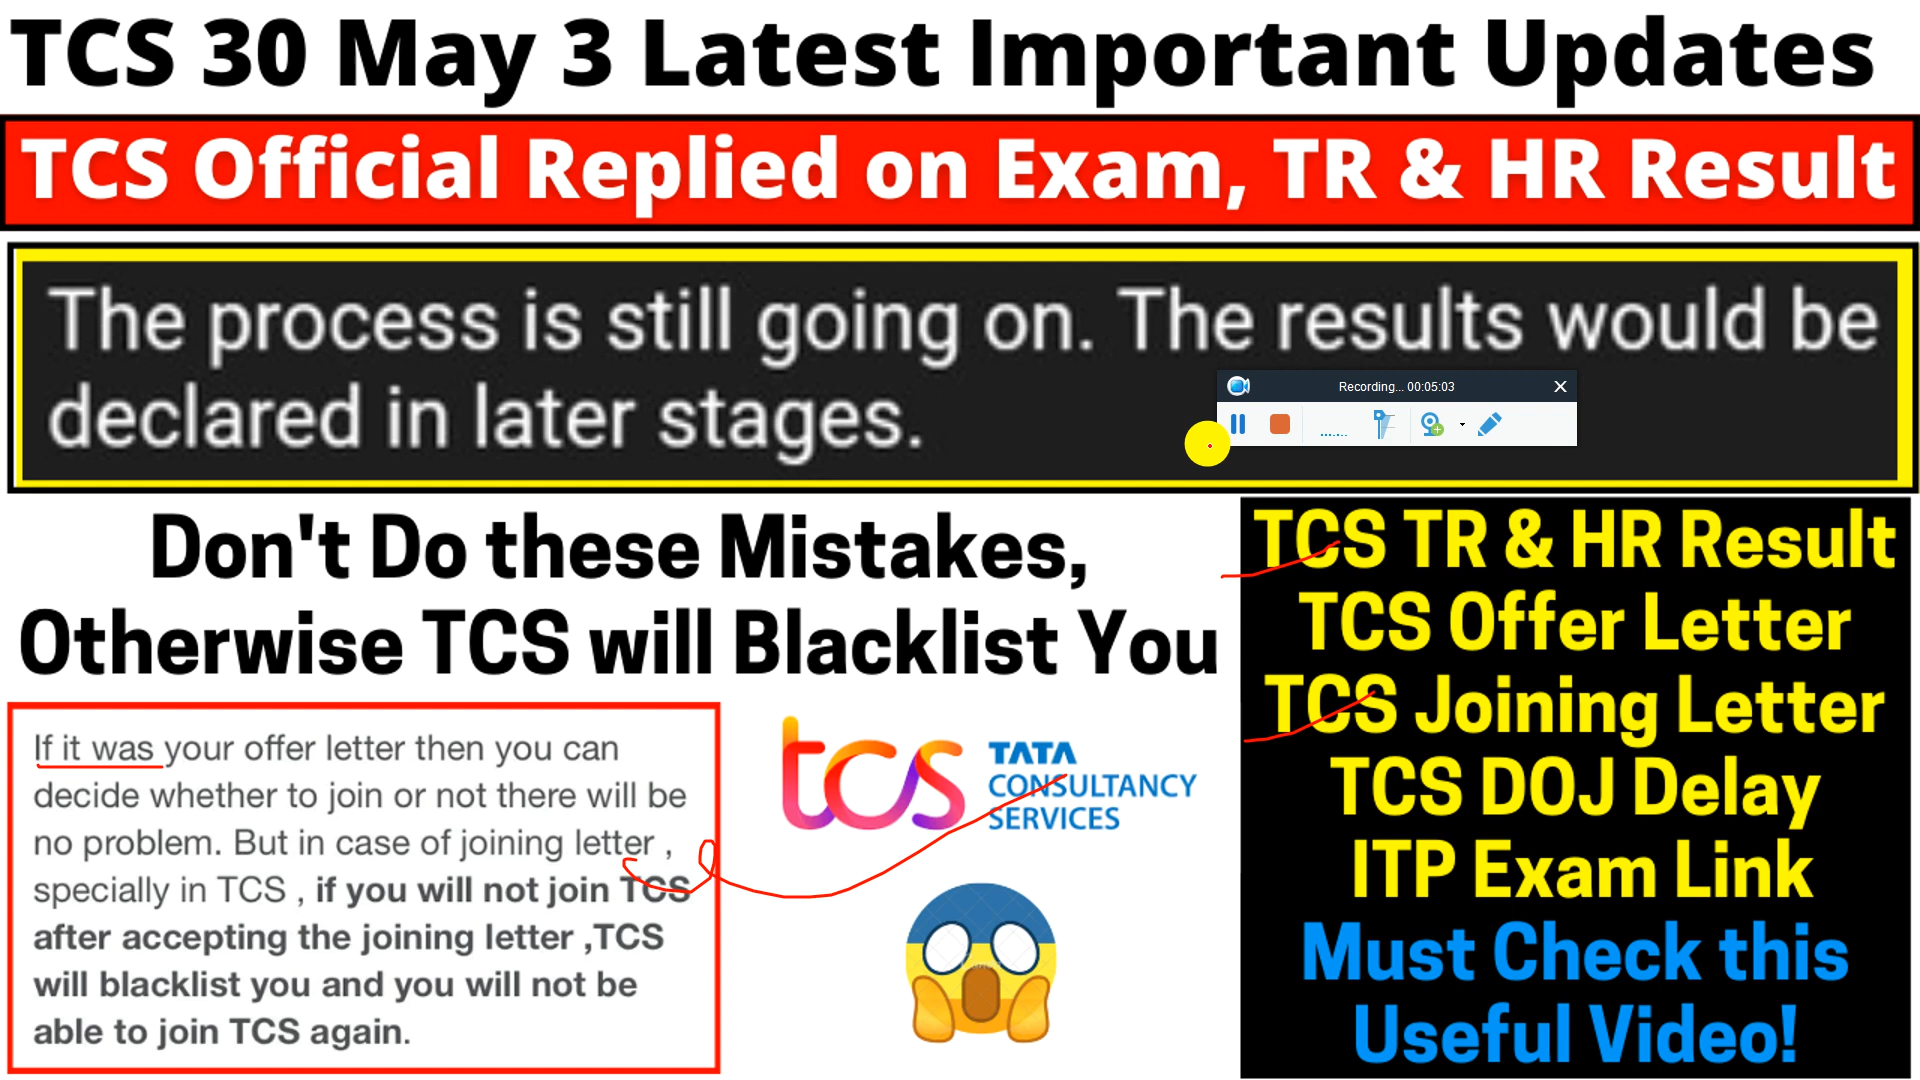 TCS 30 May 3 Latest Important Updates
TCS Official Replied on Exam, TR & HR Result
The process is still going on. The results would be
declared in later stages.
Recording... 00:05:03
Don't Do these Mistakes,
Otherwise TCS will Blacklist You
If it was your offer letter then you can
decide whether to join or not there will be
no problem. But in case of joining letter ,
specially in TCS , if you will not join TCS
after accepting the joining letter ,TCS
will blacklist you and you will not be
able to join TCS again.
tcs
TATA
CONSULTANCY
SERVICES
TCS TR & HR Result
TCS Offer Letter
TCS Joining Letter
TCS DOJ Delay
ITP Exam Link
Must Check this
Useful Video!